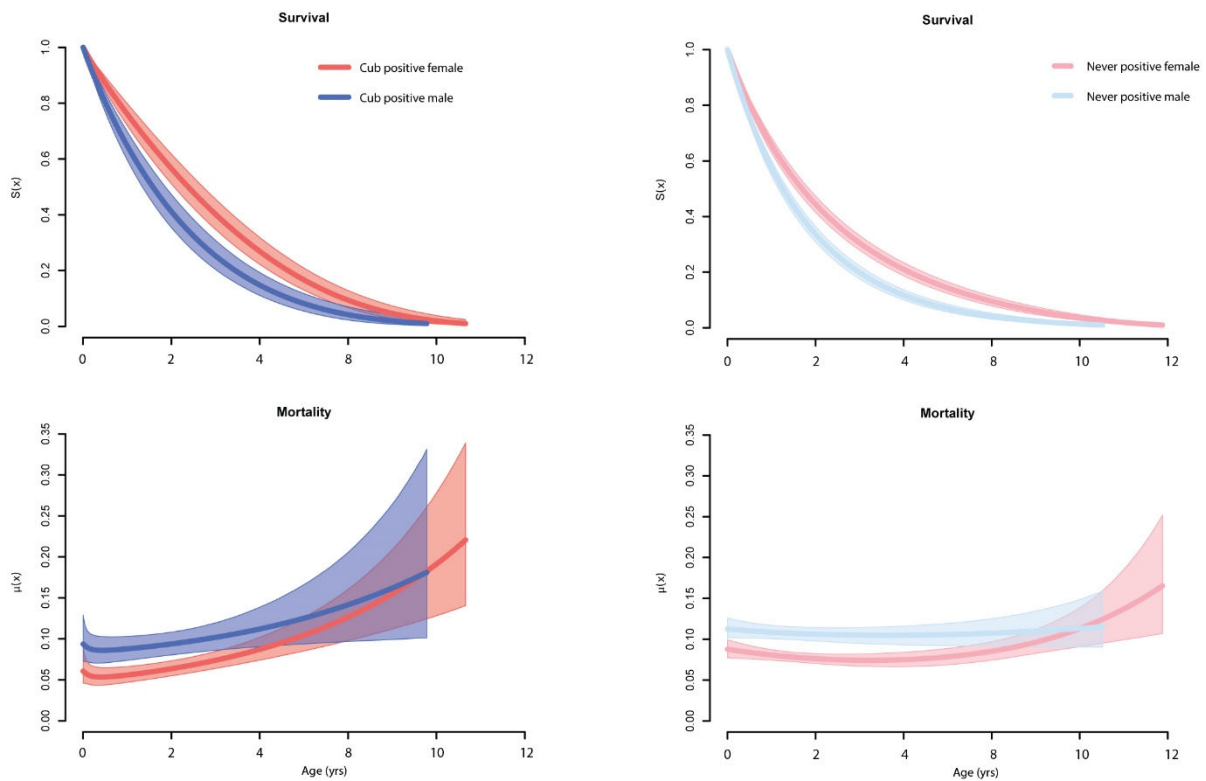 Survival
S(x)
1.0
0.8
0.6
0.4
0.2
0.0
Cub positive female
Cub positive male
0 2 4 6 8 10 12
Survival
S(x)
1.0
0.8
0.6
0.4
0.2
0.0
Never positive female
Never positive male
0 2 4 6 8 10 12
Mortality
μ(x)
0.35
0.30
0.25
0.20
0.15
0.10
0.05
0.00
0 2 4 6 8 10 12
Age (yrs)
Mortality
μ(x)
0.35
0.30
0.25
0.20
0.15
0.10
0.05
0.00
0 2 4 6 8 10 12
Age (yrs)